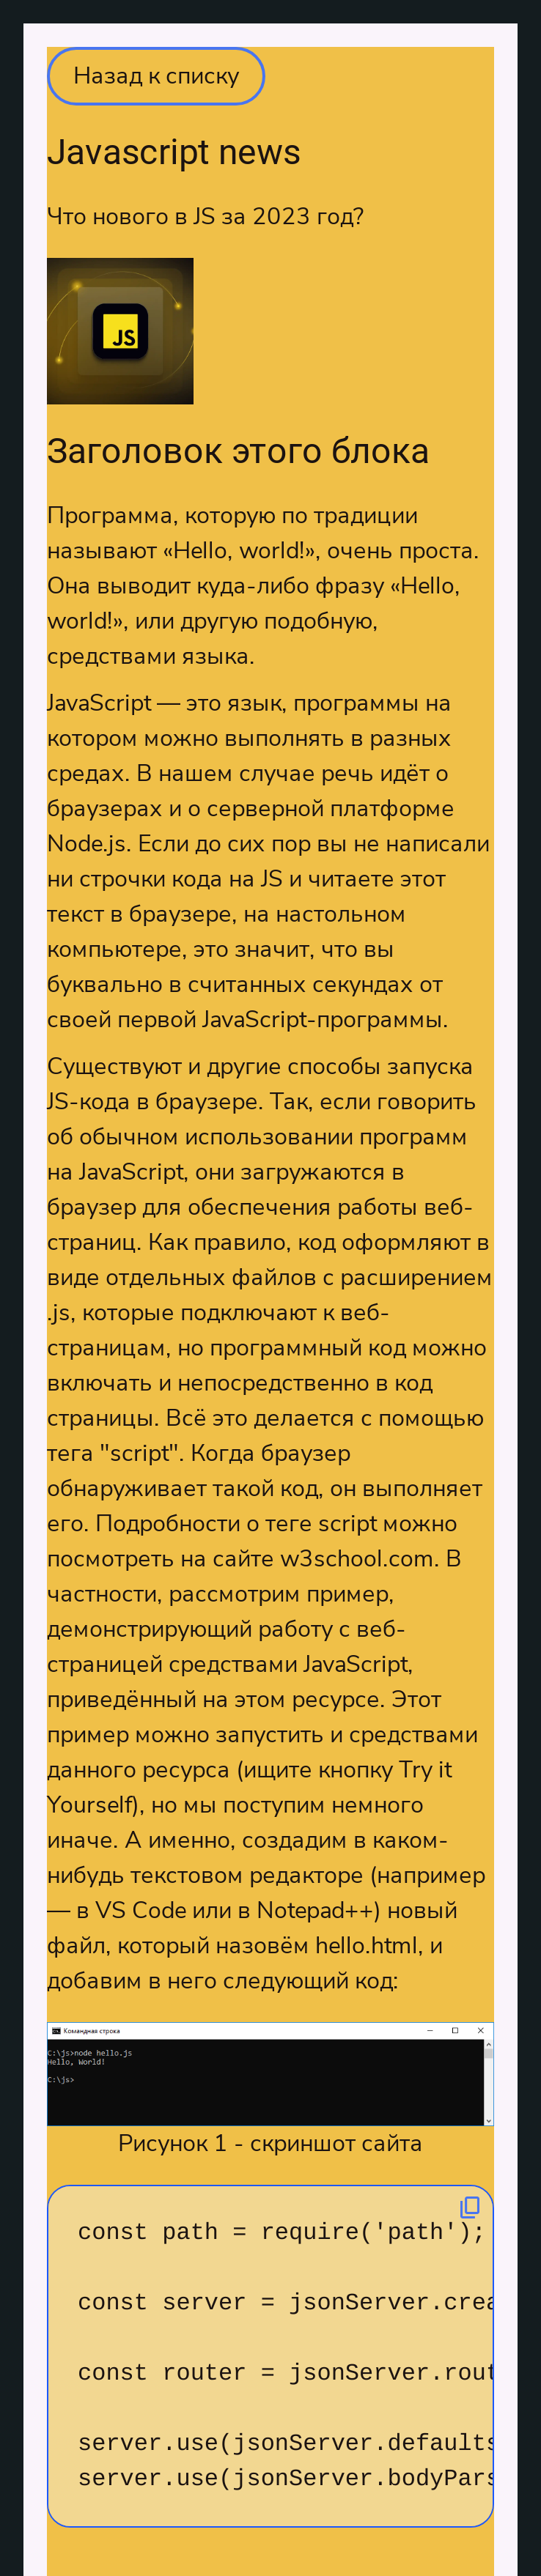 Назад к списку
Javascript news
Что нового в JS за 2023 год?
JS
Заголовок этого блока
Программа, которую по традиции
называют «Hello, world!», очень проста.
Она выводит куда-либо фразу «Hello,
world!», или другую подобную,
средствами языка.
JavaScript — это язык, программы на
котором можно выполнять в разных
средах. В нашем случае речь идёт о
браузерах и о серверной платформе
Node.js. Если до сих пор вы не написали
ни строчки кода на JS и читаете этот
текст в браузере, на настольном
компьютере, это значит, что вы
буквально в считанных секундах от
своей первой JavaScript-программы.
Существуют и другие способы запуска
JS-кода в браузере. Так, если говорить
об обычном использовании программ
на JavaScript, они загружаются в
браузер для обеспечения работы веб-
страниц. Как правило, код оформляют в
виде отдельных файлов с расширением
.js, которые подключают к веб-
страницам, но программный код можно
включать и непосредственно в код
страницы. Всё это делается с помощью
тега "script". Когда браузер
обнаруживает такой код, он выполняет
его. Подробности о теге script можно
посмотреть на сайте w3school.com. В
частности, рассмотрим пример,
демонстрирующий работу с веб-
страницей средствами JavaScript,
приведённый на этом ресурсе. Этот
пример можно запустить и средствами
данного ресурса (ищите кнопку Try it
Yourself), но мы поступим немного
иначе. А именно, создадим в каком-
нибудь текстовом редакторе (например
— в VS Code или в Notepad++) новый
файл, который назовём hello.html, и
добавим в него следующий код:
Командная строка
C:\js>node hello.js
Hello, World!
C:\js>
Рисунок 1 - скриншот сайта
const path = require('path');
const server = jsonServer.crea
const router = jsonServer.rout
server.use(jsonServer.defaults
server.use(jsonServer.bodyPars